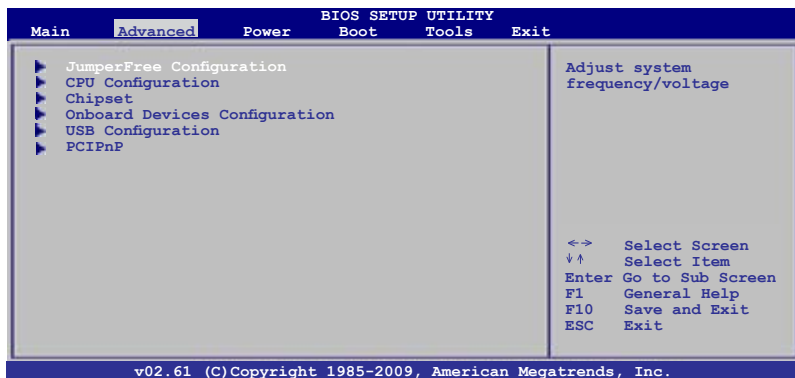 BIOS SETUP UTILITY
Main Advanced Power Boot Tools Exit
JumperFree Configuration
CPU Configuration
Chipset
Onboard Devices Configuration
USB Configuration
PCIPnP
Adjust system
frequency/voltage
←→ Select Screen
↓↑ Select Item
Enter Go to Sub Screen
F1 General Help
F10 Save and Exit
ESC Exit
v02.61 (C)Copyright 1985-2009, American Megatrends, Inc.